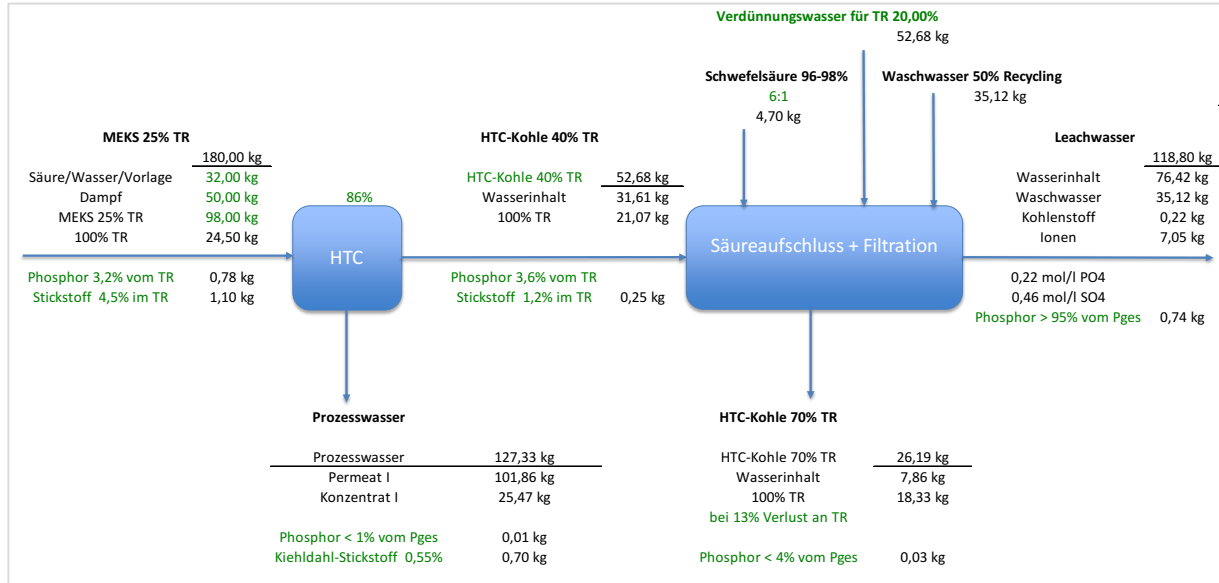 Verdünnungswasser für TR 20,00%
52,68 kg
Schwefelsäure 96-98%
6:1
4,70 kg
Waschwasser 50% Recycling
35,12 kg
MEKS 25% TR
180,00 kg
Säure/Wasser/Vorlage 32,00 kg
Dampf 50,00 kg
MEKS 25% TR 98,00 kg
100% TR 24,50 kg
Phosphor 3,2% vom TR 0,78 kg
Stickstoff 4,5% im TR 1,10 kg
86%
HTC
HTC-Kohle 40% TR
HTC-Kohle 40% TR 52,68 kg
Wasserinhalt 31,61 kg
100% TR 21,07 kg
Phosphor 3,6% vom TR
Stickstoff 1,2% im TR 0,25 kg
Säureaufschluss + Filtration
Leachwasser
118,80 kg
Wasserinhalt 76,42 kg
Waschwasser 35,12 kg
Kohlenstoff 0,22 kg
Ionen 7,05 kg
0,22 mol/l PO4
0,46 mol/l SO4
Phosphor > 95% vom Pges 0,74 kg
Prozesswasser
Prozesswasser 127,33 kg
Permeat I 101,86 kg
Konzentrat I 25,47 kg
Phosphor < 1% vom Pges 0,01 kg
Kiehldahl-Stickstoff 0,55% 0,70 kg
HTC-Kohle 70% TR
HTC-Kohle 70% TR 26,19 kg
Wasserinhalt 7,86 kg
100% TR 18,33 kg
bei 13% Verlust an TR
Phosphor < 4% vom Pges 0,03 kg